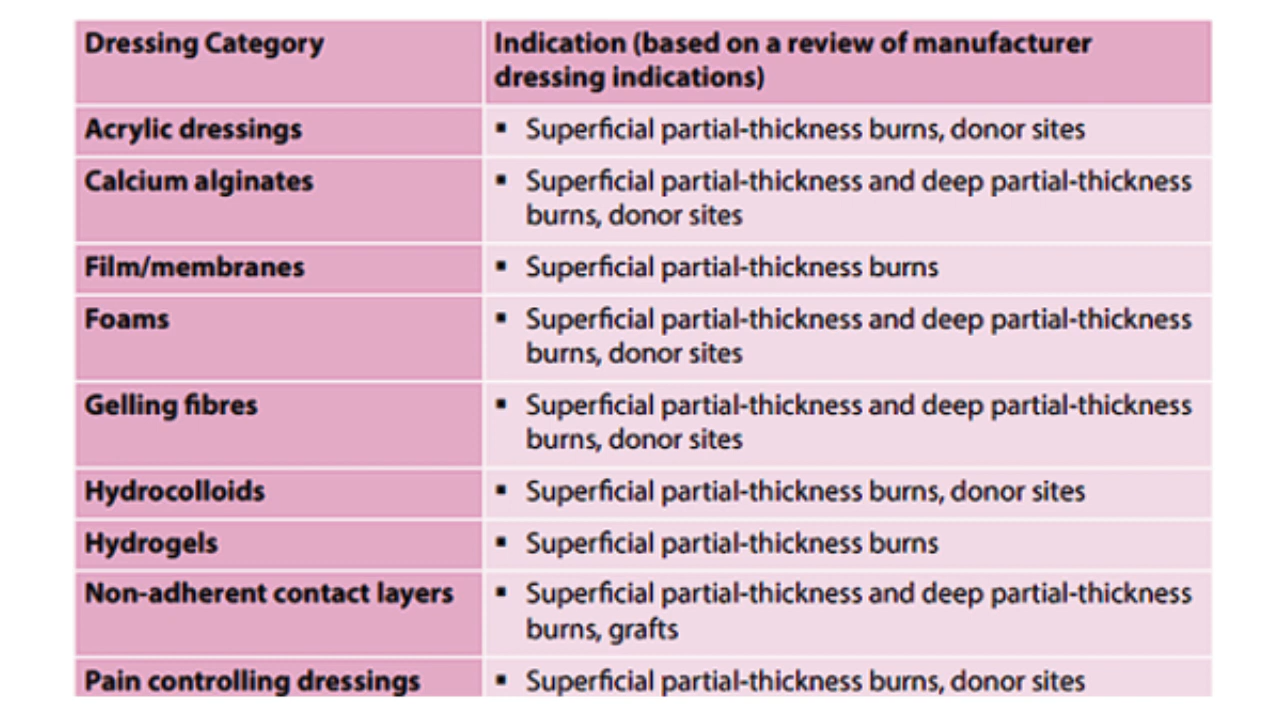 Dressing Category
Indication (based on a review of manufacturer
dressing indications)
Acrylic dressings
▪ Superficial partial-thickness burns, donor sites
Calcium alginates
▪ Superficial partial-thickness and deep partial-thickness
burns, donor sites
Film/membranes
▪ Superficial partial-thickness burns
Foams
▪ Superficial partial-thickness and deep partial-thickness
burns, donor sites
Gelling fibres
▪ Superficial partial-thickness and deep partial-thickness
burns, donor sites
Hydrocolloids
▪ Superficial partial-thickness burns, donor sites
Hydrogels
▪ Superficial partial-thickness burns
Non-adherent contact layers
▪ Superficial partial-thickness and deep partial-thickness
burns, grafts
Pain controlling dressings
▪ Superficial partial-thickness burns, donor sites